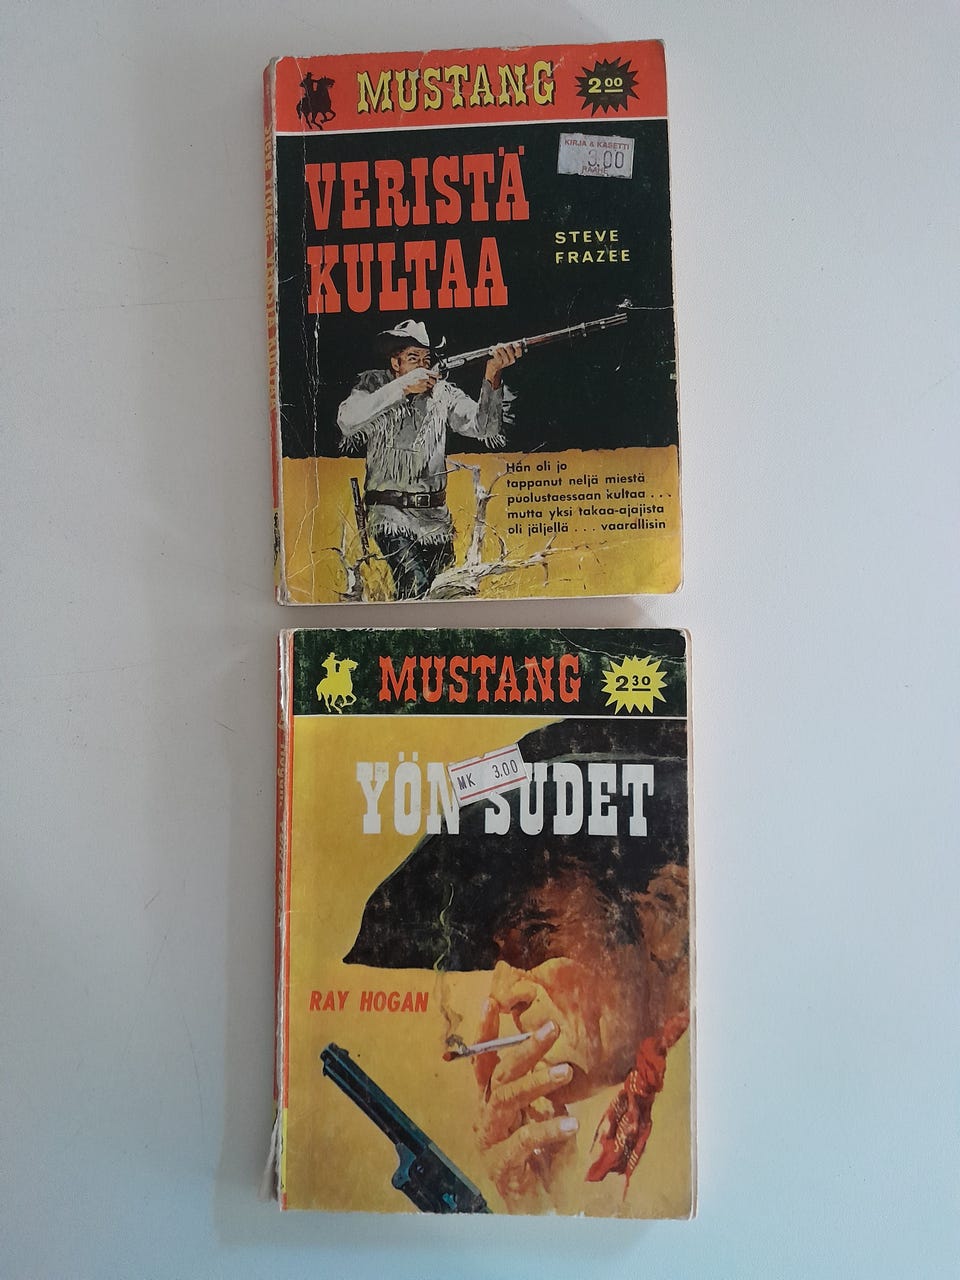 MUSTANG
2 00
KIRJA & KASETTI
3.00
RAAHE
VERISTÄ
KULTAA
STEVE
FRAZEE
Hän oli jo
tappanut neljä miestä
puolustaessaan kultaa . . .
mutta yksi takaa-ajajista
oli jäljellä . . . vaarallisin
MUSTANG
2 30
MK 3.00
YÖN SUDET
RAY HOGAN